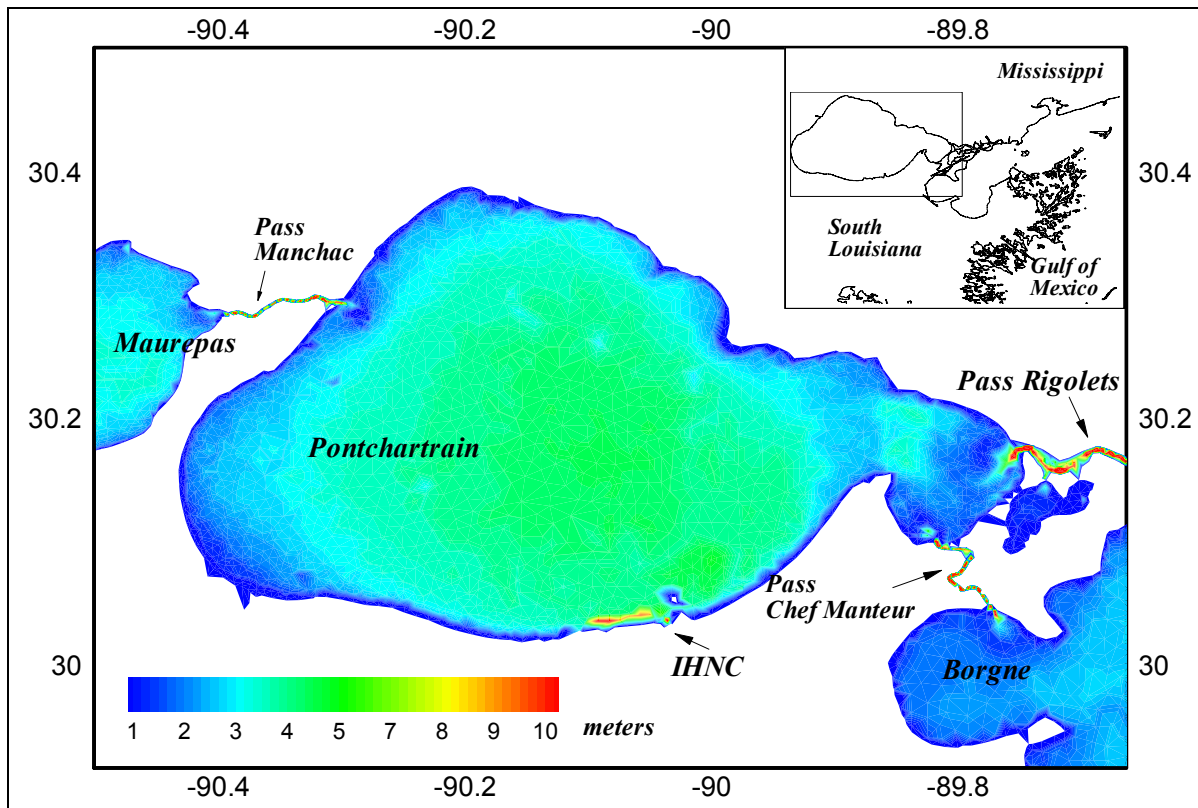 -90.4 -90.2 -90 -89.8
Mississippi
30.4 30.4
Pass
Manchac
South
Louisiana
Gulf of
Mexico
Maurepas
Pass Rigolets
30.2 30.2
Pontchartrain
Pass
Chef Manteur
IHNC
Borgne
30 30
1 2 3 4 5 6 7 8 9 10 meters
-90.4 -90.2 -90 -89.8